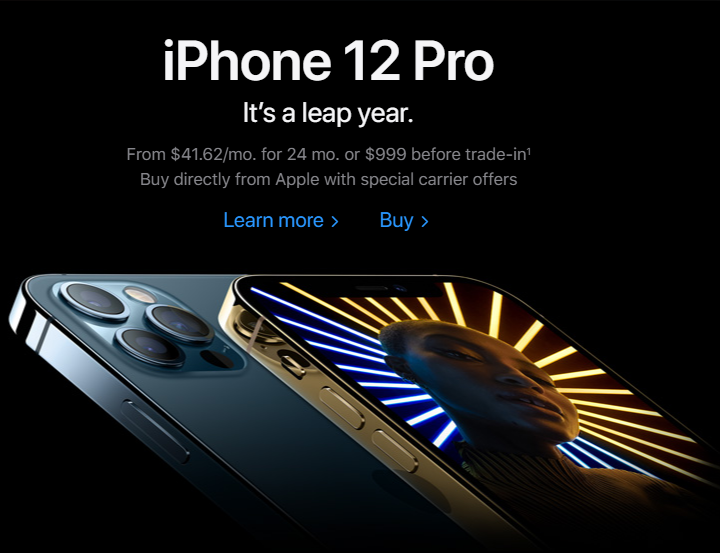 iPhone 12 Pro
It’s a leap year.
From $41.62/mo. for 24 mo. or $999 before trade-in¹
Buy directly from Apple with special carrier offers
Learn more >
Buy >